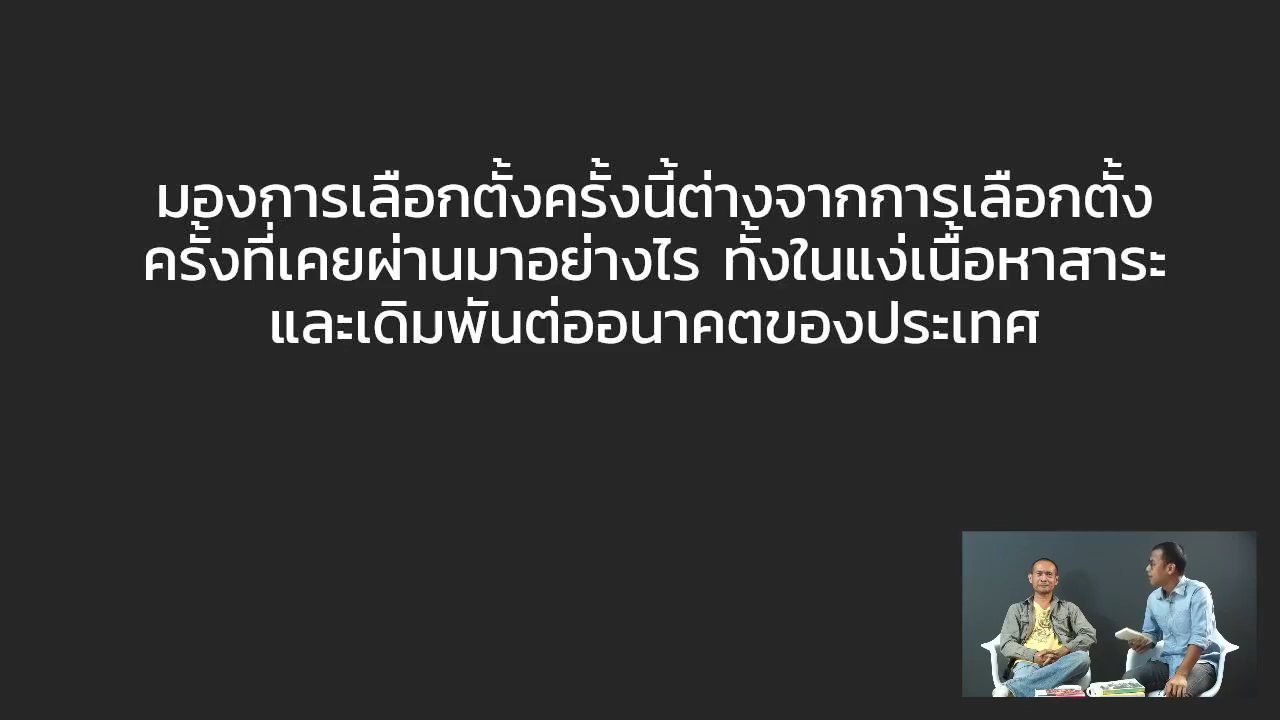 มองการเลือกตั้งครั้งนี้ต่างจากการเลือกตั้ง
ครั้งที่เคยผ่านมาอย่างไร ทั้งในแง่เนื้อหาสาระ
และเดิมพันต่ออนาคตของประเทศ